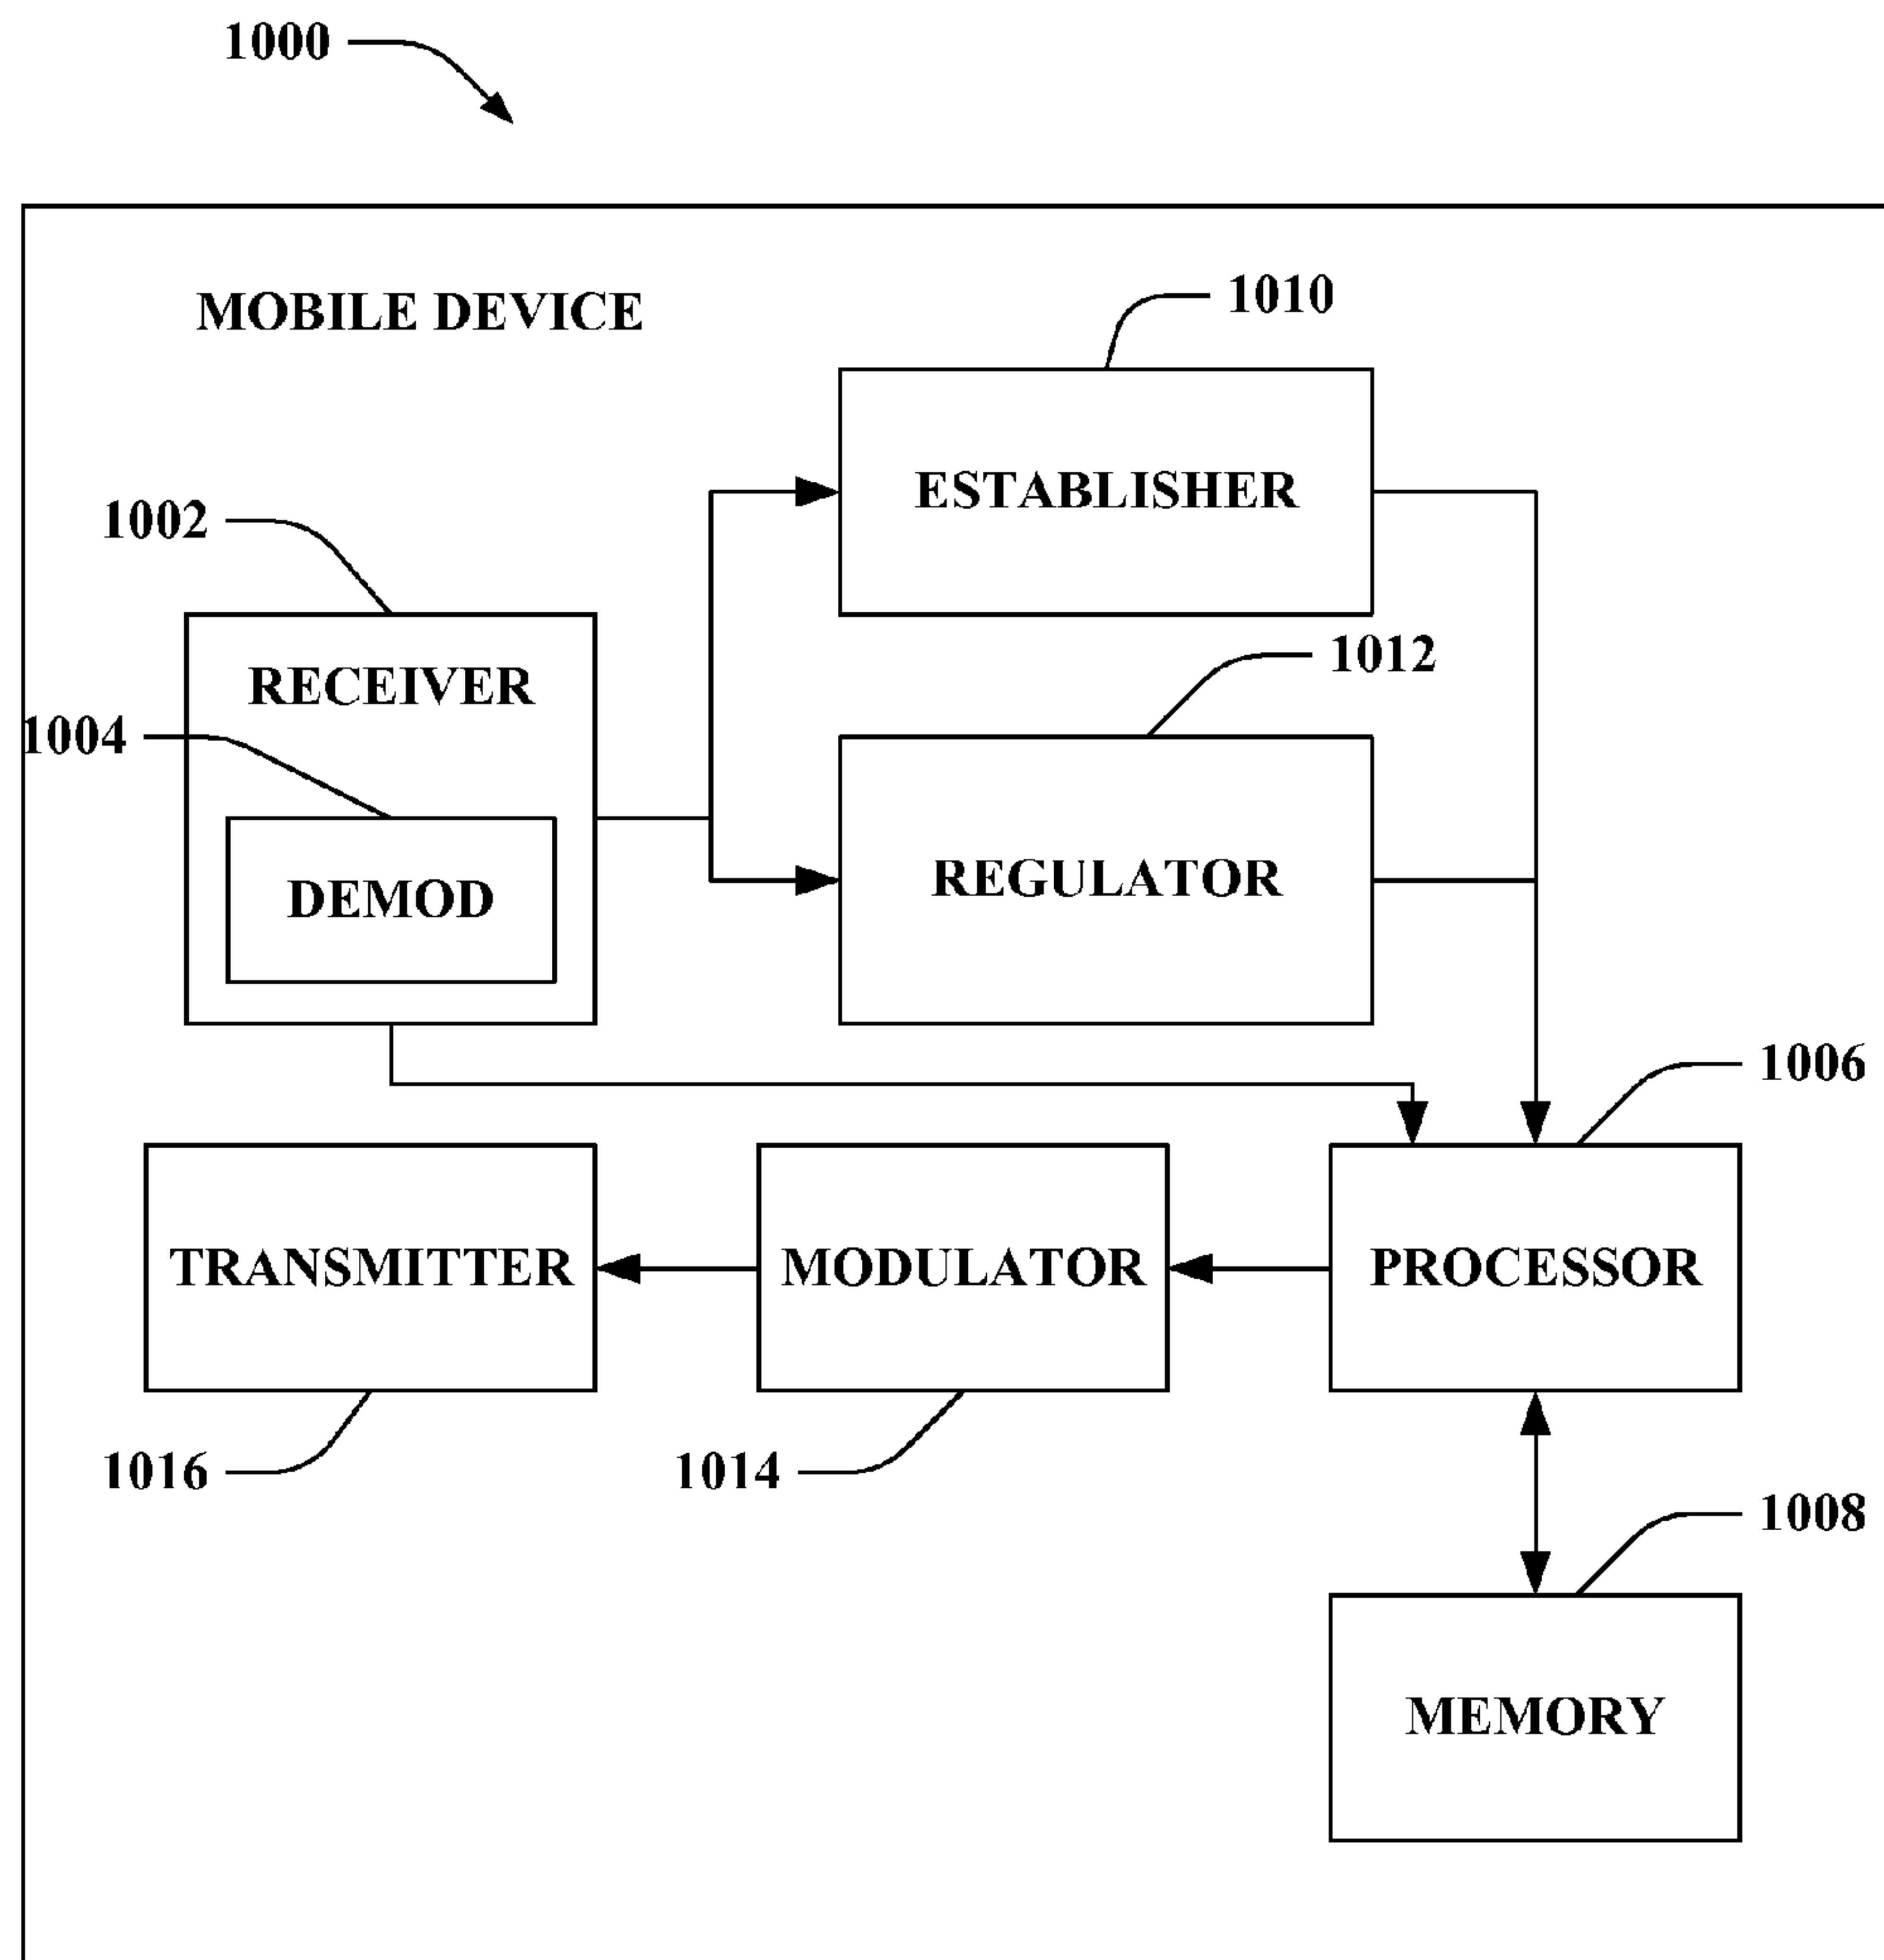 1000
MOBILE DEVICE
1010
ESTABLISHER
1002
RECEIVER
1012
1004
DEMOD
REGULATOR
1006
TRANSMITTER
MODULATOR
PROCESSOR
1016
1014
1008
MEMORY